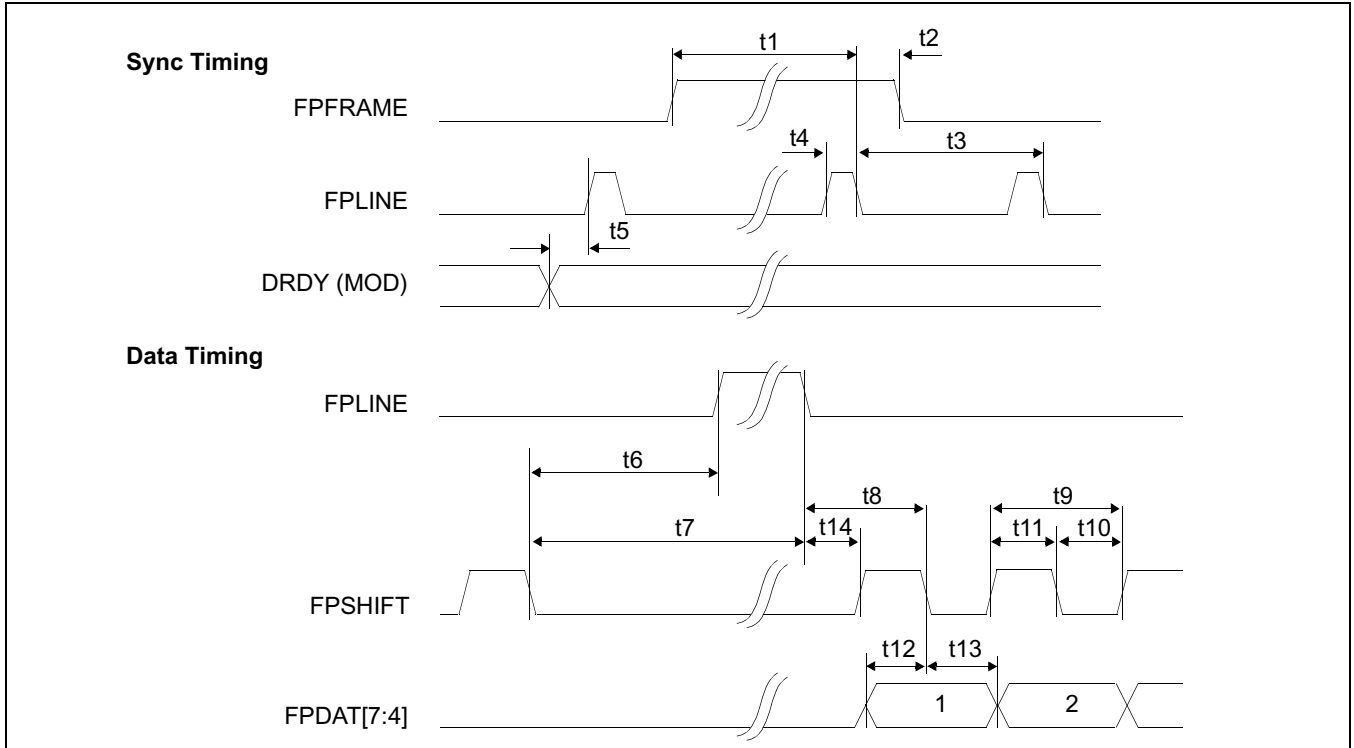 Sync Timing
t1
t2
FPFRAME
t4
t3
FPLINE
t5
DRDY (MOD)
Data Timing
FPLINE
t6
t8
t9
t7
t14
t11
t10
FPSHIFT
t12
t13
FPDAT[7:4]
1
2